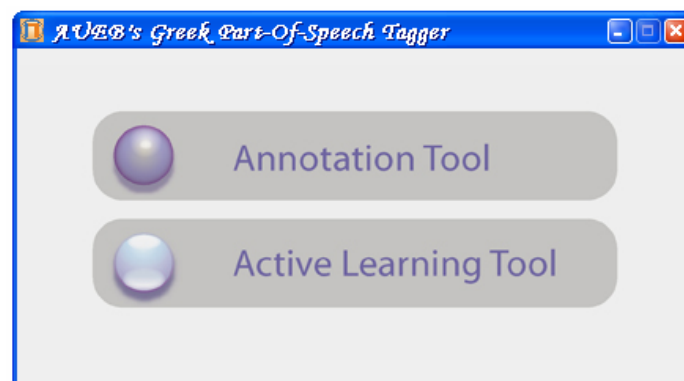 AUEB's Greek Part-Of-Speech Tagger
Annotation Tool
Active Learning Tool